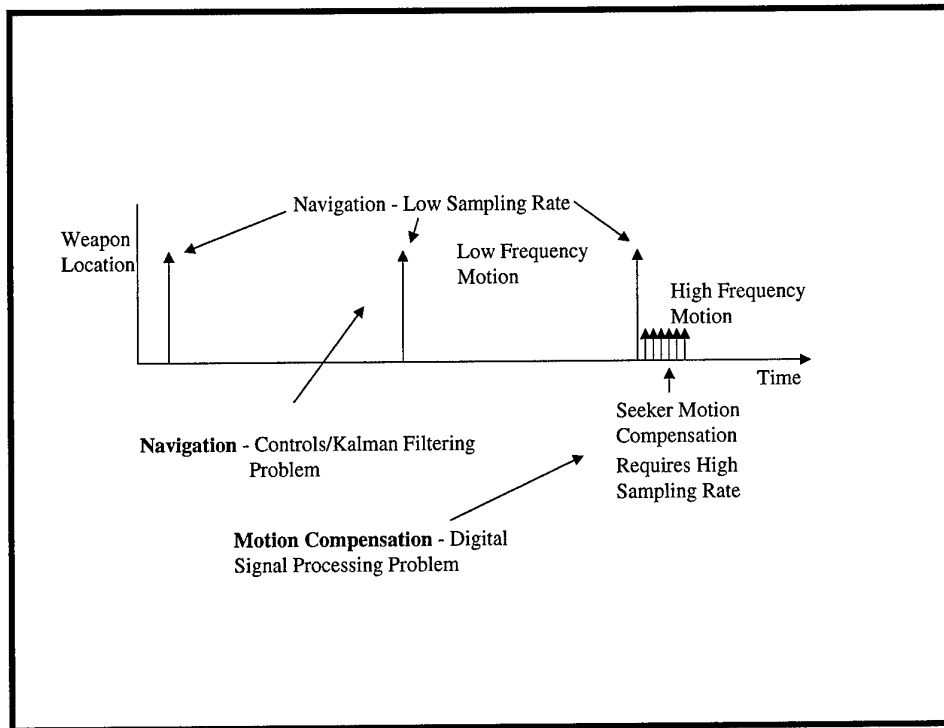 Navigation - Low Sampling Rate
Weapon
Location
Low Frequency
Motion
High Frequency
Motion
Time
Seeker Motion
Compensation
Requires High
Sampling Rate
Navigation - Controls/Kalman Filtering
Problem
Motion Compensation - Digital
Signal Processing Problem